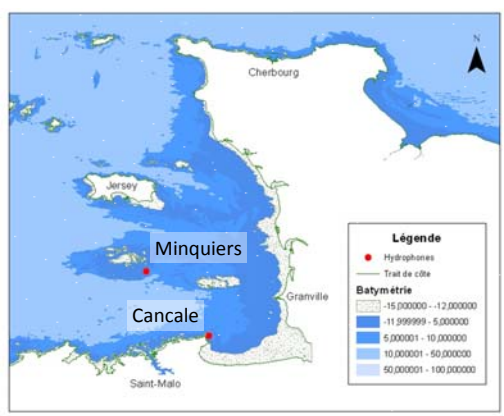 N
Cherbourg
Jersey
Minquiers
Granville
Cancale
Saint-Malo
Légende
Hydrophones
Trait de côte
Batymétrie
-15,000000 - -12,000000
-11,999999 - 5,000000
5,000001 - 10,000000
10,000001 - 50,000000
50,000001 - 100,000000